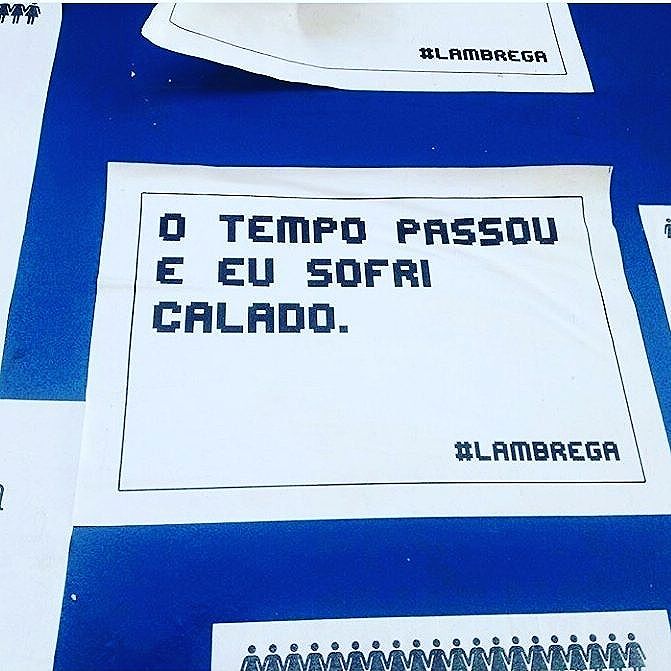 #LAMBREGA
O TEMPO PASSOU
E EU SOFRI
CALADO.
#LAMBREGA